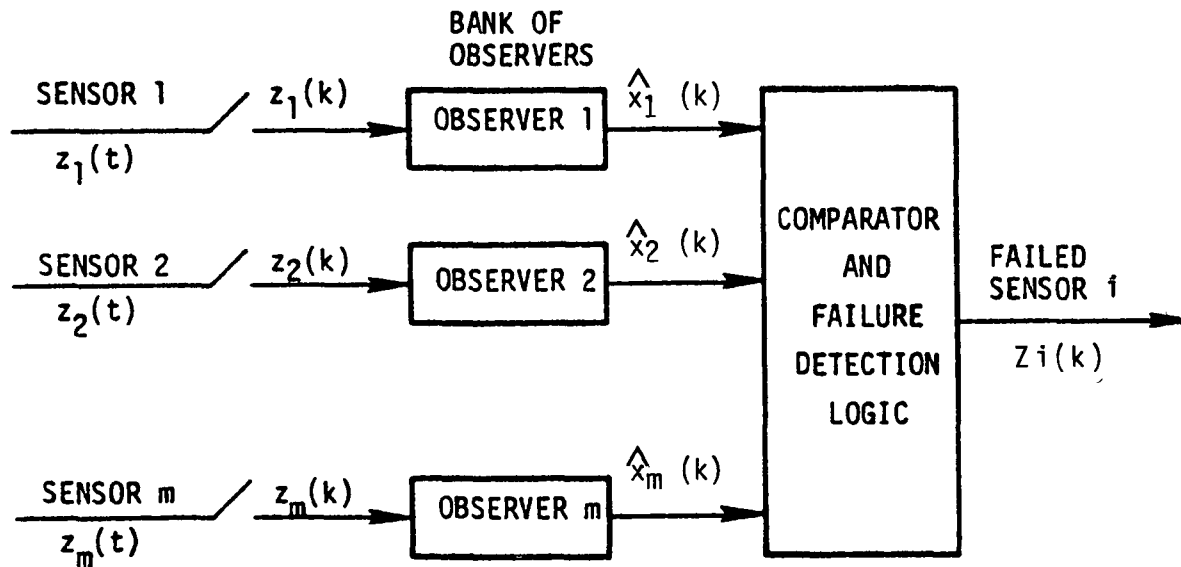 BANK OF
OBSERVERS
SENSOR 1
z₁(t)
z₁(k)
OBSERVER 1
x̂₁ (k)
SENSOR 2
z₂(t)
z₂(k)
OBSERVER 2
x̂₂ (k)
SENSOR m
zₘ(t)
zₘ(k)
OBSERVER m
x̂ₘ (k)
COMPARATOR
AND
FAILURE
DETECTION
LOGIC
FAILED
SENSOR i
Zi(k)